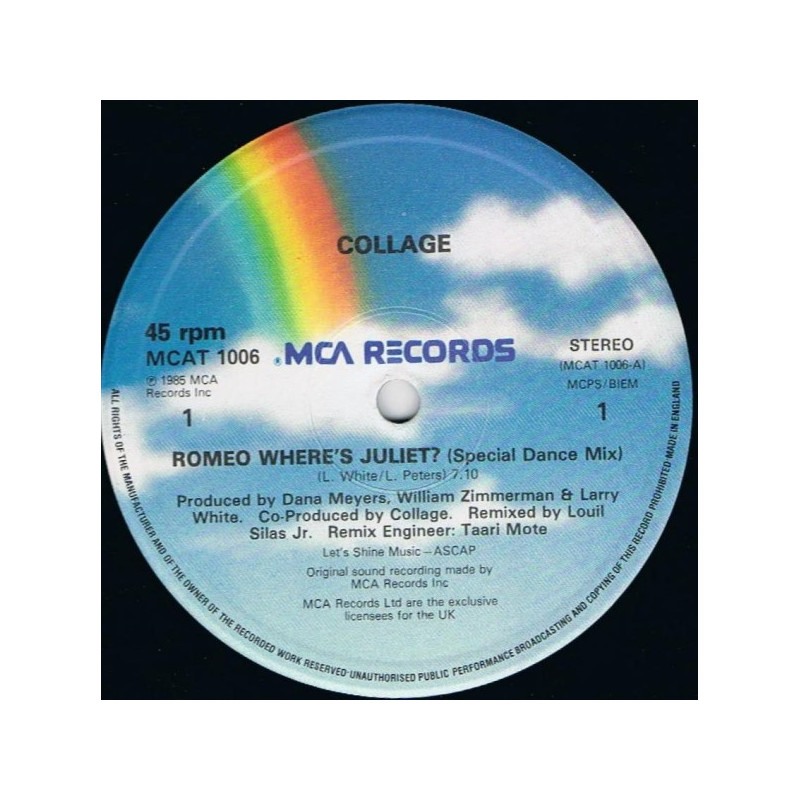 COLLAGE
45 rpm
MCAT 1006
℗ 1985 MCA
Records Inc
1
MCA RECORDS
STEREO
(MCAT 1006-A)
MCPS/BIEM
1
ROMEO WHERE'S JULIET? (Special Dance Mix)
(L. White/L. Peters) 7.10
Produced by Dana Meyers, William Zimmerman & Larry
White. Co-Produced by Collage. Remixed by Louil
Silas Jr. Remix Engineer: Taari Mote
Let's Shine Music – ASCAP
Original sound recording made by
MCA Records Inc
MCA Records Ltd are the exclusive
licensees for the UK
ALL RIGHTS OF THE MANUFACTURER AND OF THE OWNER OF THE RECORDED WORK RESERVED UNAUTHORISED PUBLIC PERFORMANCE BROADCASTING AND COPYING OF THIS RECORD PROHIBITED MADE IN ENGLAND